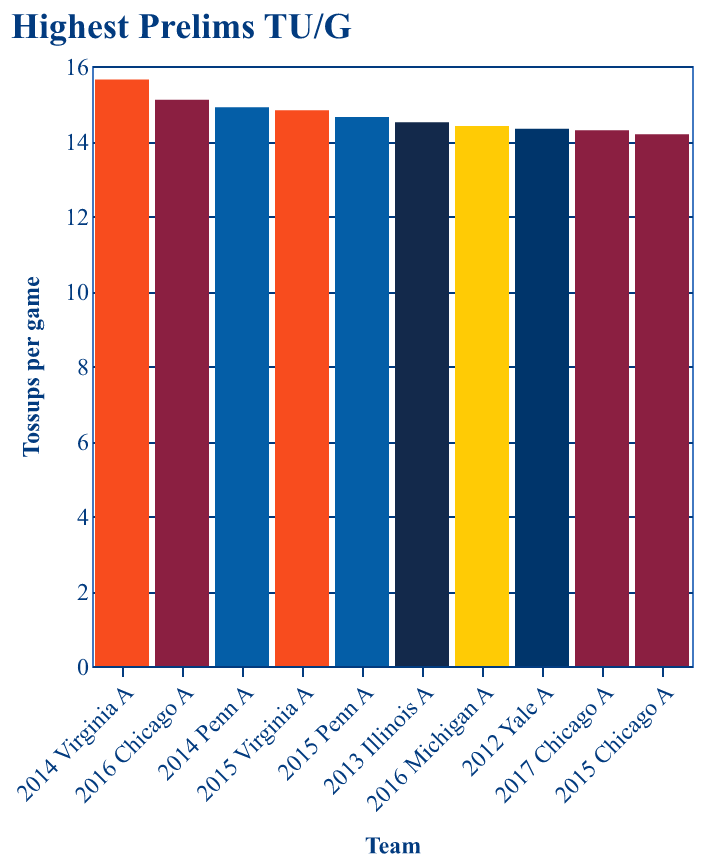 Highest Prelims TU/G
16
14
12
10
8
6
4
2
0
Tossups per game
2014 Virginia A
2016 Chicago A
2014 Penn A
2015 Virginia A
2015 Penn A
2013 Illinois A
2016 Michigan A
2012 Yale A
2017 Chicago A
2015 Chicago A
Team